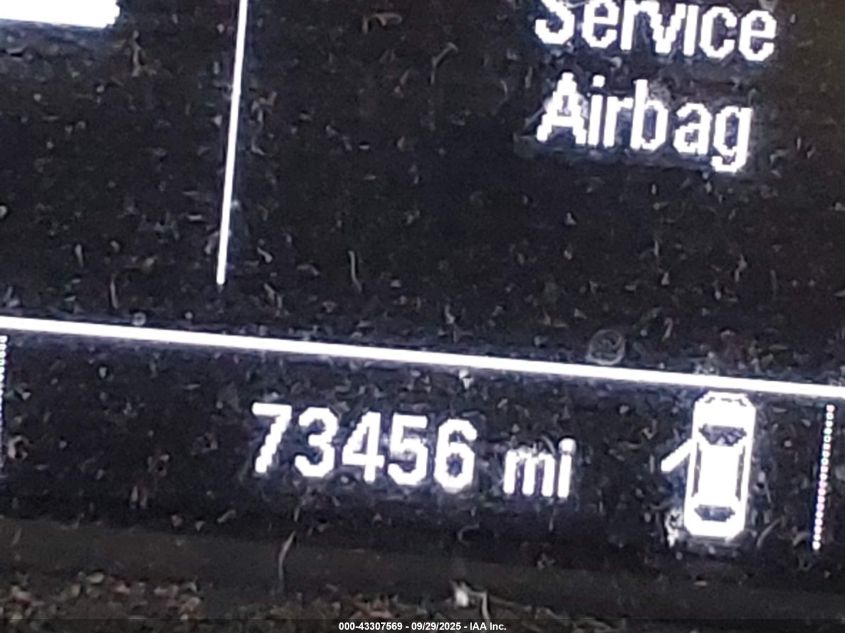 Service
Airbag
73456 mi
000-43307569 - 09/29/2025 - IAA Inc.